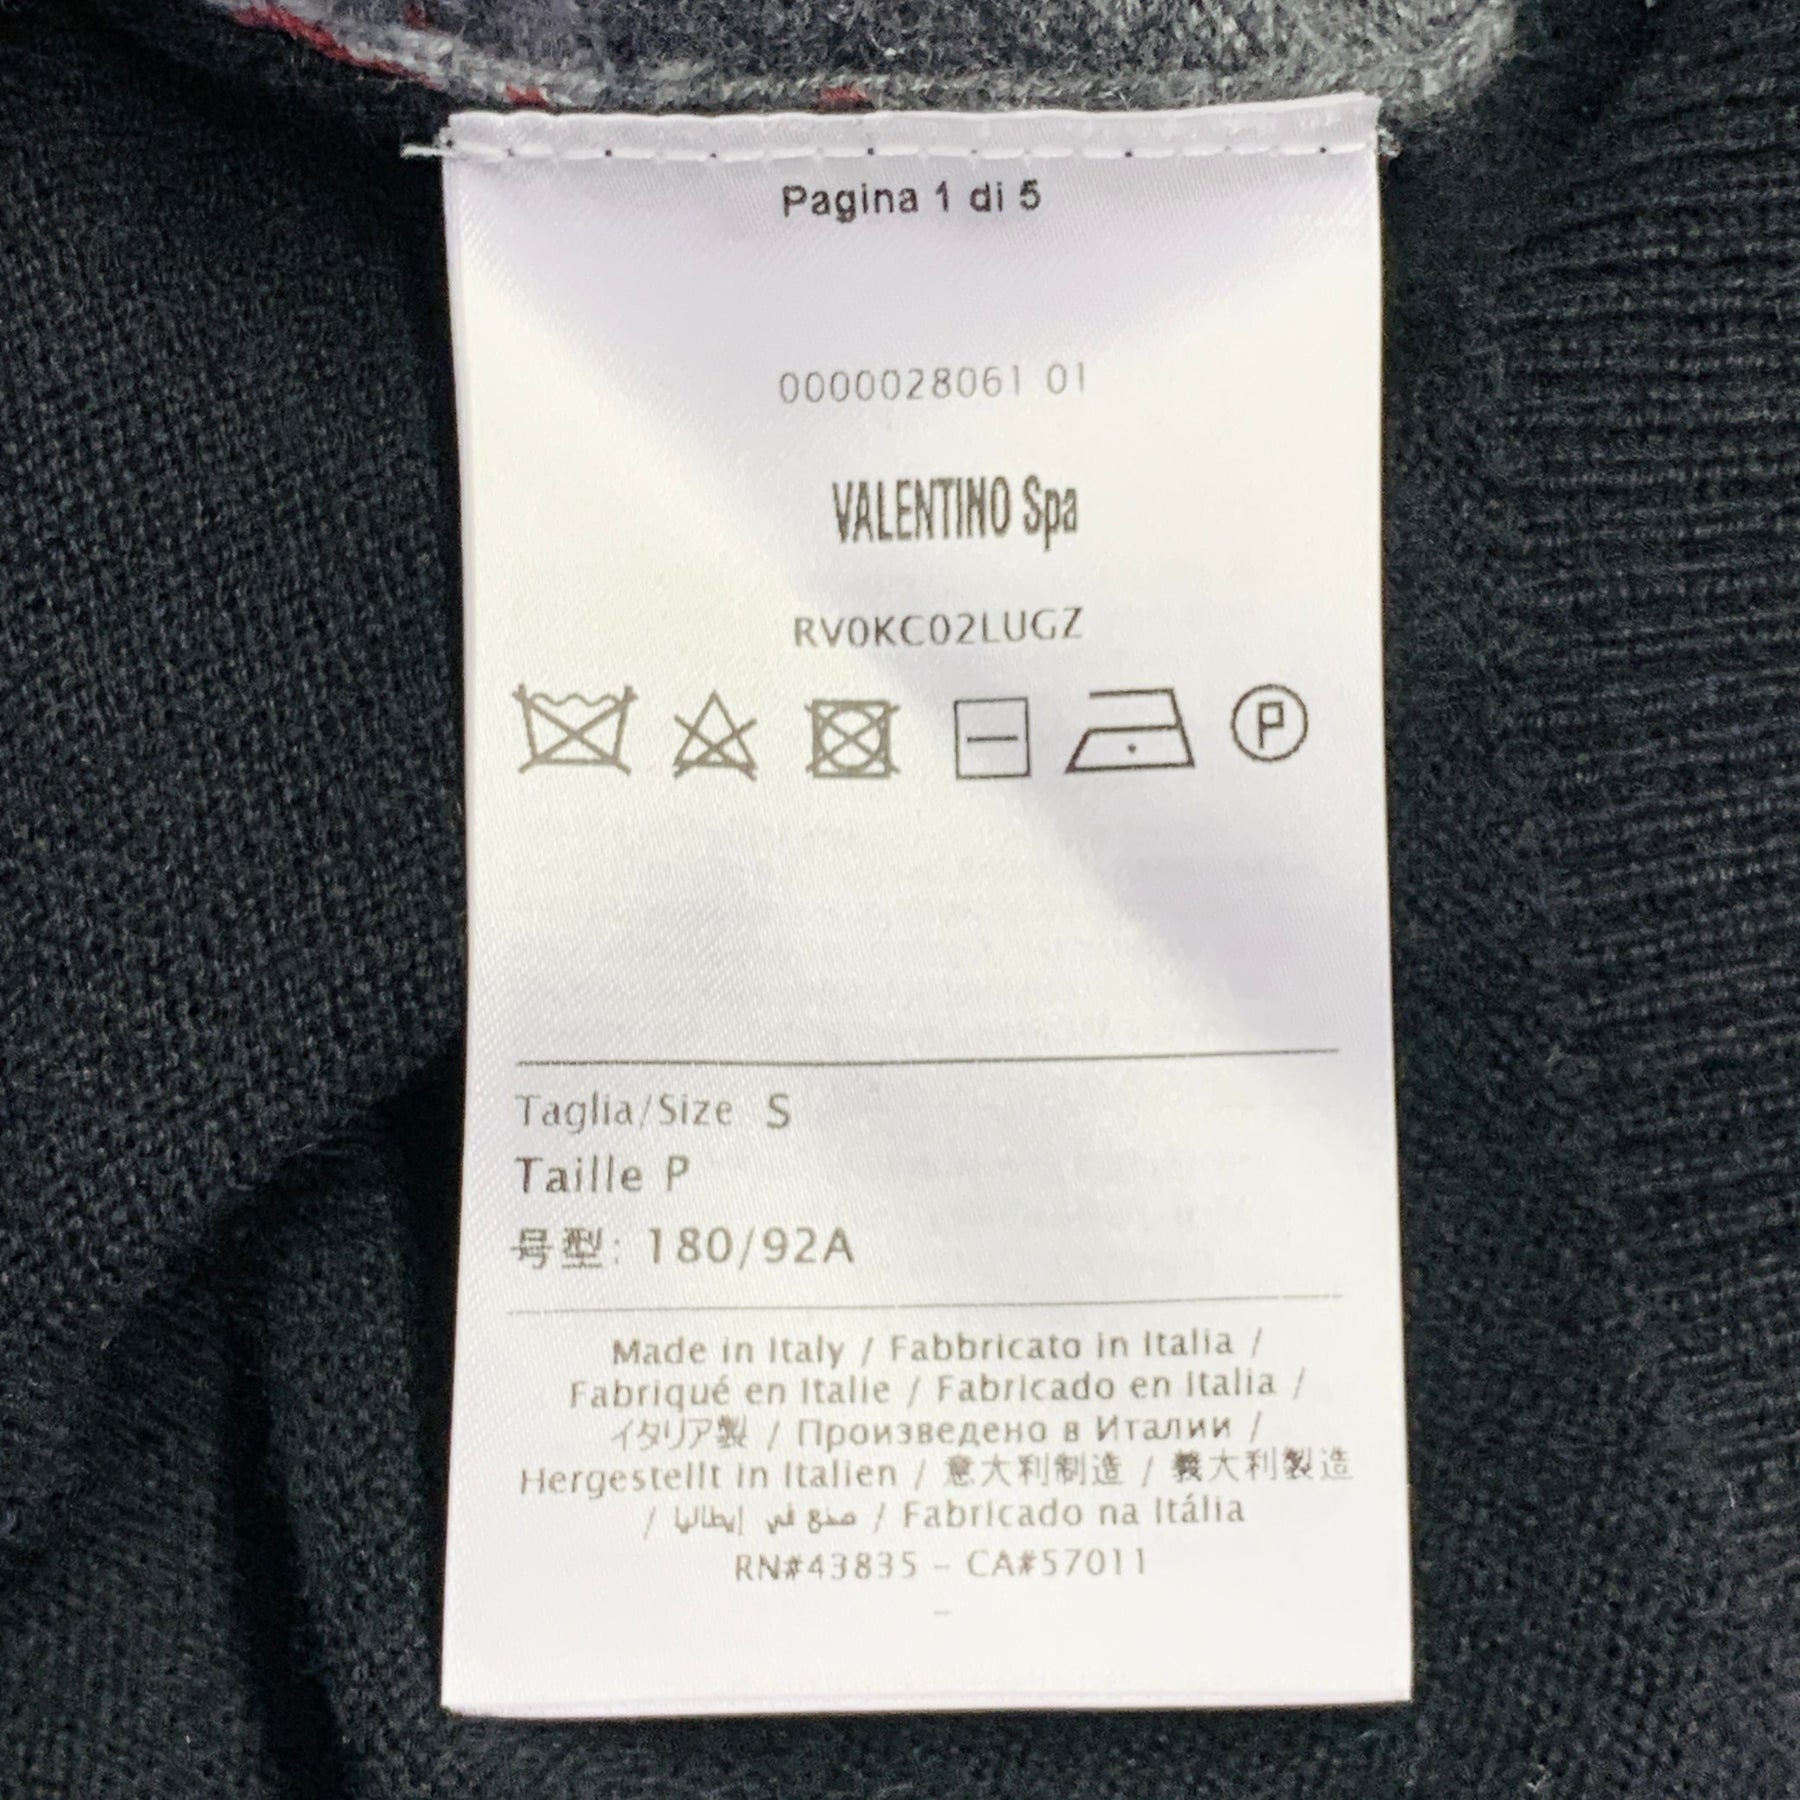 Pagina 1 di 5
0000028061 01
VALENTINO Spa
RV0KC02LUGZ
P
Taglia/Size S
Taille P
号型: 180/92A
Made in Italy / Fabbricato in Italia /
Fabriqué en Italie / Fabricado en Italia /
イタリア製 / Произведено в Италии /
Hergestellt in Italien / 意大利制造 / 義大利製造
/ صنع في إيطاليا / Fabricado na Itália
RN#43835 – CA#57011
–